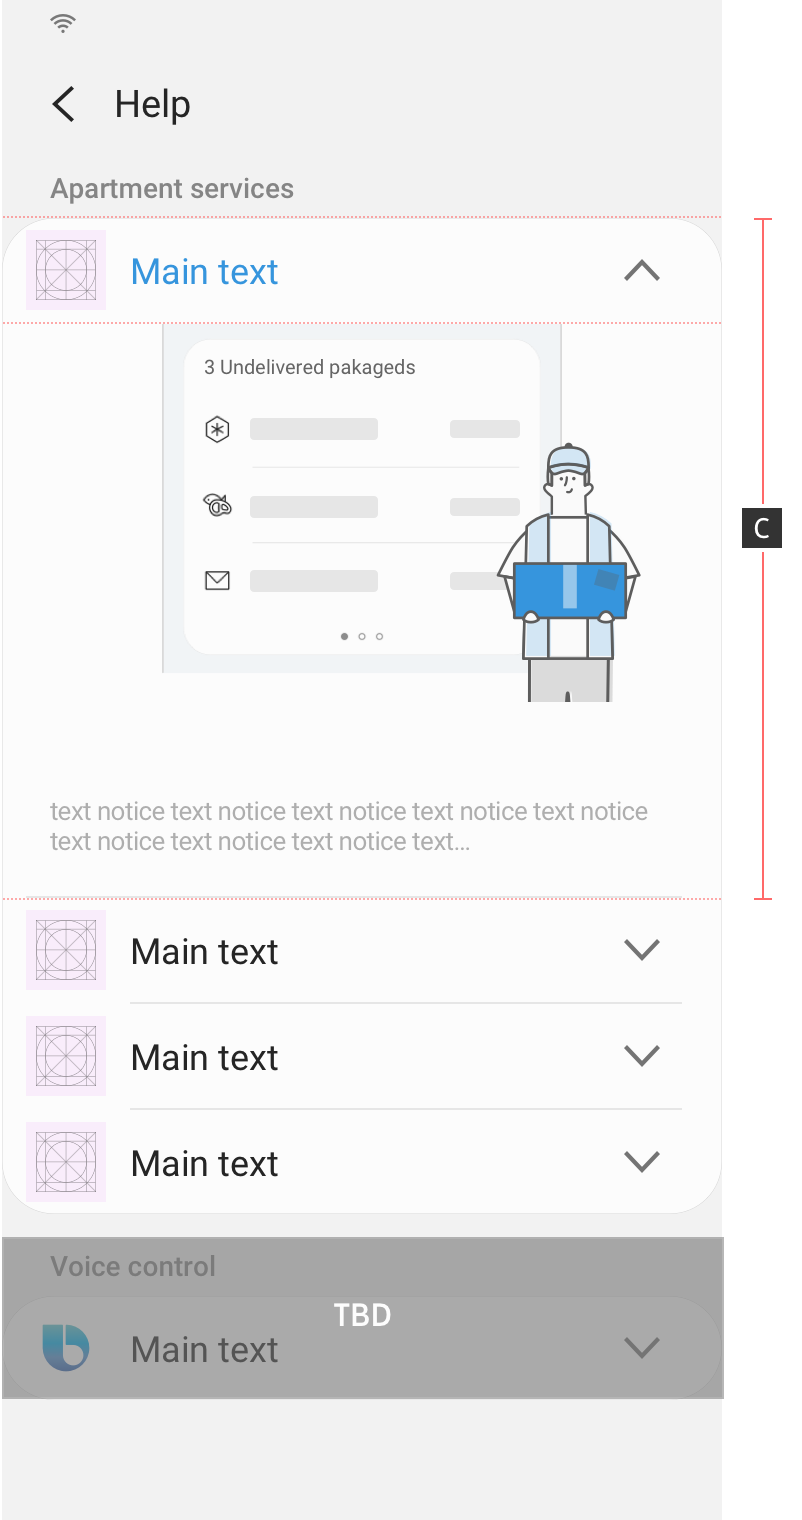 Help
Apartment services
Main text
3 Undelivered pakageds
C
text notice text notice text notice text notice text notice
text notice text notice text notice text...
Main text
Main text
Main text
Voice control
TBD
Main text